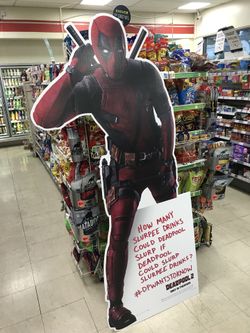 HOW MANY
SLURPEE DRINKS
COULD DEADPOOL
SLURP IF
DEADPOOL
COULD SLURP
SLURPEE DRINKS?
#DPWANTSTOKNOW
DEADPOOL 2